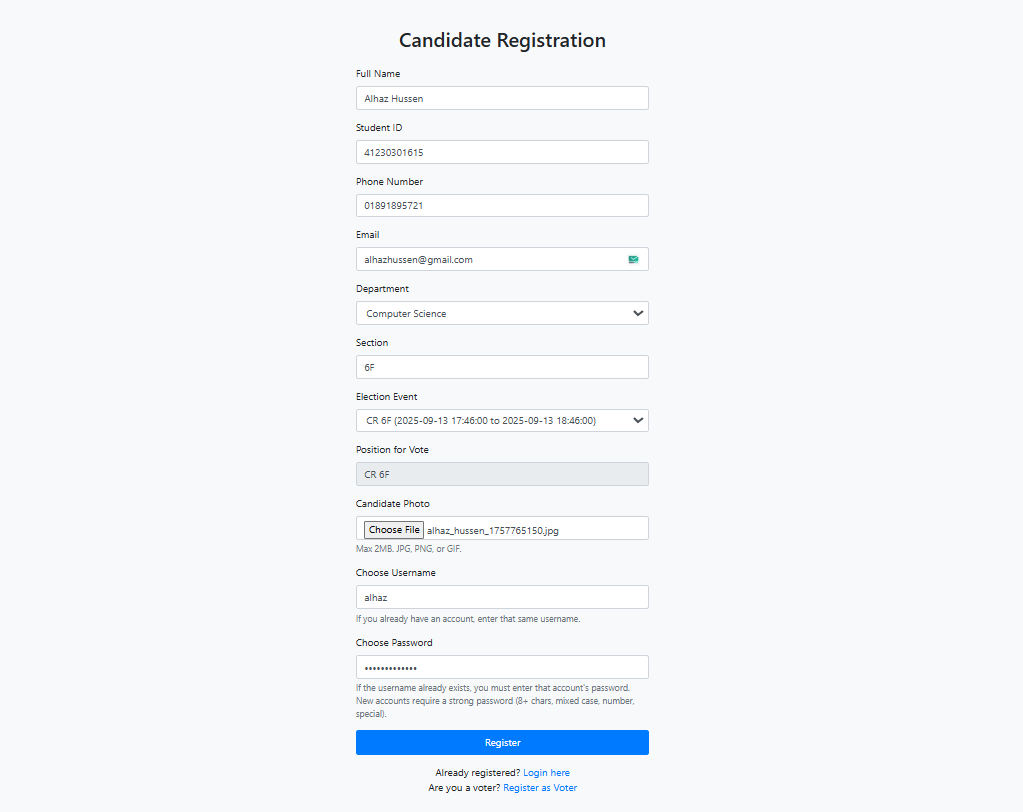 Candidate Registration
Full Name
Alhaz Hussen
Student ID
41230301615
Phone Number
01891895721
Email
alhazhussen@gmail.com
Department
Computer Science
Section
6F
Election Event
CR 6F (2025-09-13 17:46:00 to 2025-09-13 18:46:00)
Position for Vote
CR 6F
Candidate Photo
Choose File alhaz_hussen_1757765150.jpg
Max 2MB. JPG, PNG, or GIF.
Choose Username
alhaz
If you already have an account, enter that same username.
Choose Password
•••••••••••••
If the username already exists, you must enter that account's password.
New accounts require a strong password (8+ chars, mixed case, number,
special).
Register
Already registered? Login here
Are you a voter? Register as Voter